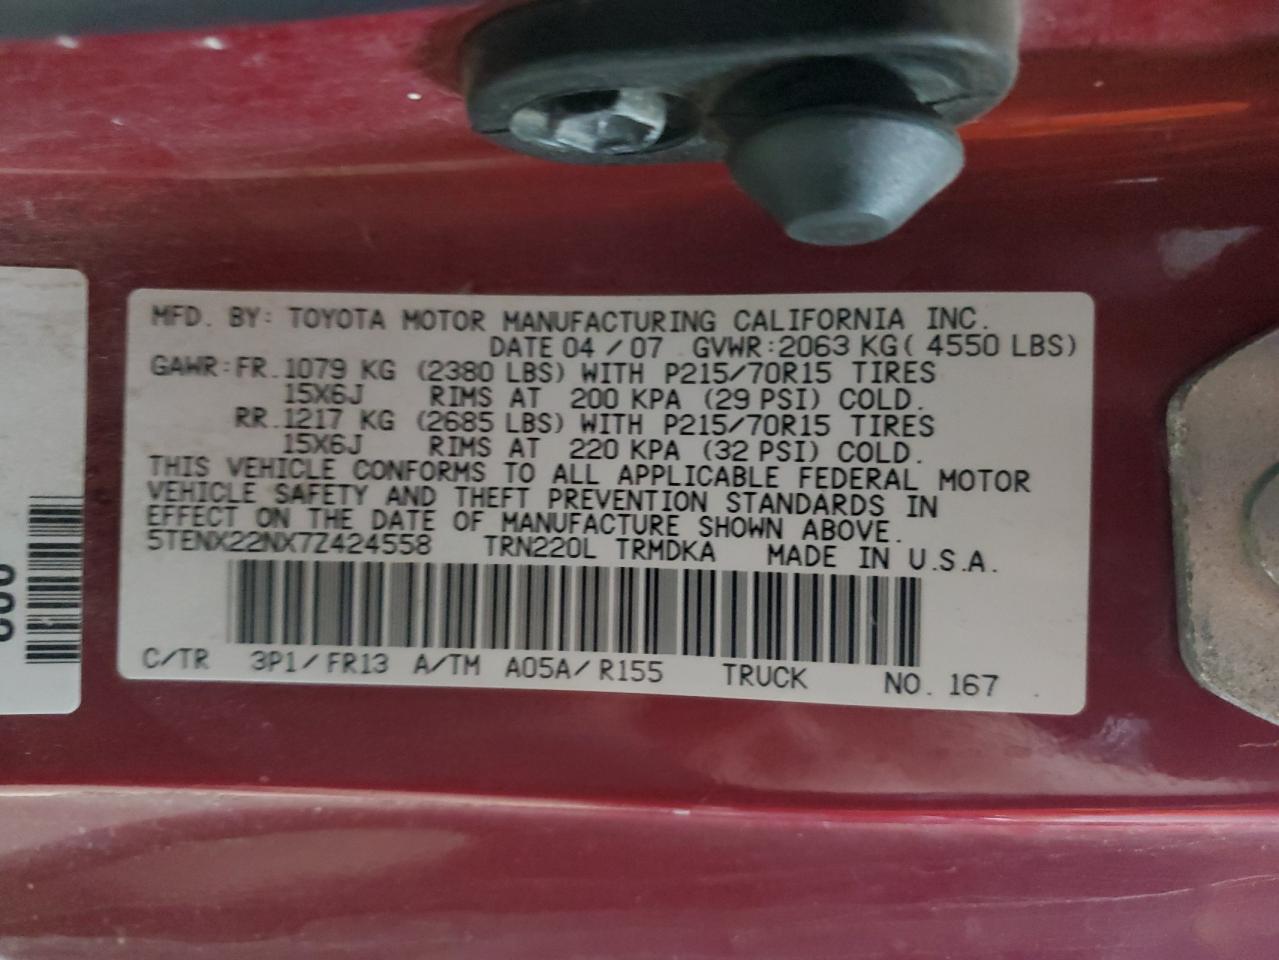 MFD. BY: TOYOTA MOTOR MANUFACTURING CALIFORNIA INC.
DATE 04 / 07 GVWR:2063 KG( 4550 LBS)
GAWR:FR.1079 KG (2380 LBS) WITH P215/70R15 TIRES
15X6J RIMS AT 200 KPA (29 PSI) COLD.
RR.1217 KG (2685 LBS) WITH P215/70R15 TIRES
15X6J RIMS AT 220 KPA (32 PSI) COLD.
THIS VEHICLE CONFORMS TO ALL APPLICABLE FEDERAL MOTOR
VEHICLE SAFETY AND THEFT PREVENTION STANDARDS IN
EFFECT ON THE DATE OF MANUFACTURE SHOWN ABOVE.
5TENX22NX7Z424558 TRN220L TRMDKA MADE IN U.S.A.
C/TR 3P1/FR13 A/TM A05A/R155 TRUCK NO. 167